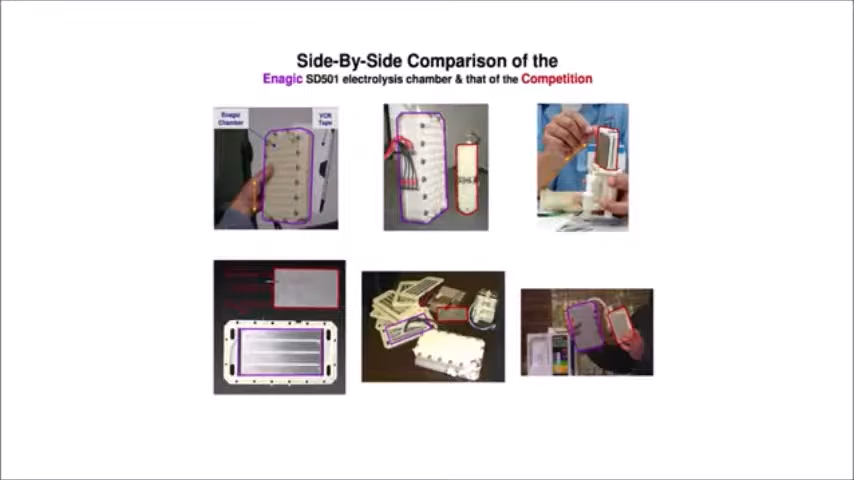 Side-By-Side Comparison of the
Enagic SD501 electrolysis chamber & that of the Competition
Enagic
Chamber
VCR
Tape